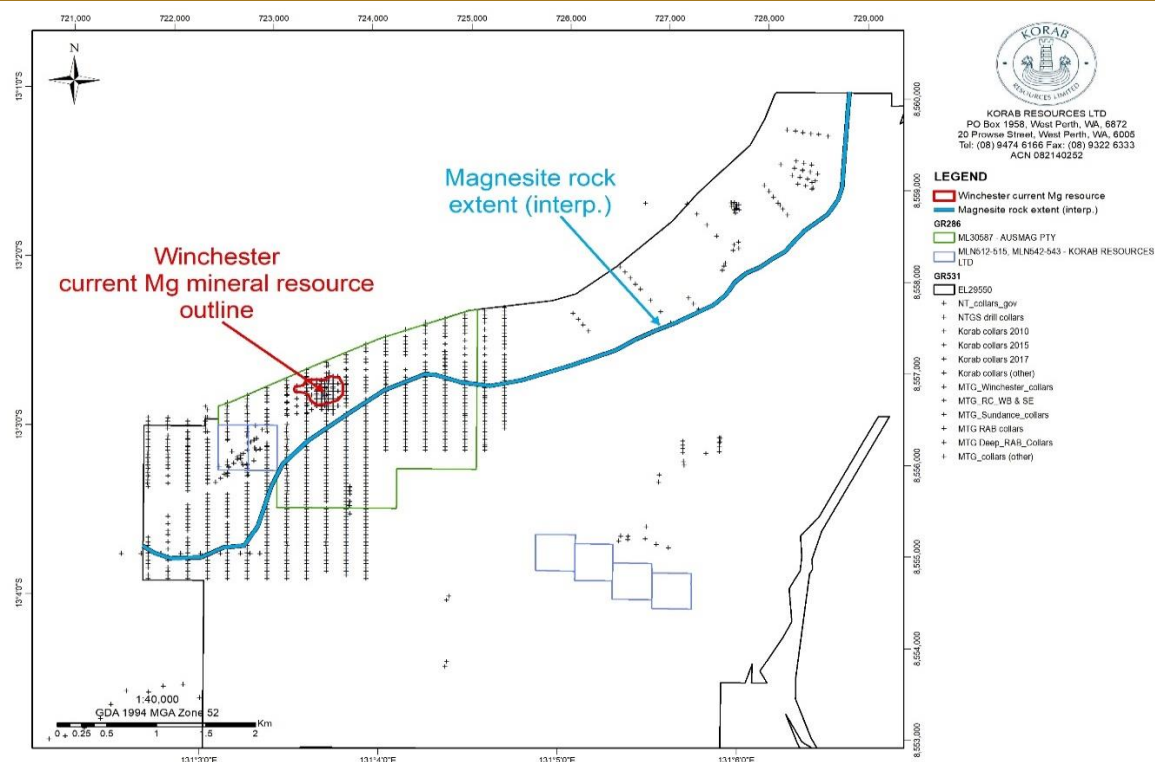 721,000
722,000
723,000
724,000
725,000
726,000
727,000
728,000
729,000
N
13°1'0"S
13°2'0"S
13°3'0"S
13°4'0"S
8,560,000
8,559,000
8,558,000
8,557,000
8,556,000
8,555,000
8,554,000
8,553,000
131°3'0"E
131°4'0"E
131°5'0"E
131°6'0"E
Magnesite rock
extent (interp.)
Winchester
current Mg mineral resource
outline
1:40,000
GDA 1994 MGA Zone 52
0 0.25 0.5 1 1.5 2 Km
KORAB
RESOURCES LIMITED
KORAB RESOURCES LTD
PO Box 1958, West Perth, WA, 6872
20 Prowse Street, West Perth, WA, 6005
Tel: (08) 9474 6166 Fax: (08) 9322 6333
ACN 082140252
LEGEND
Winchester current Mg resource
Magnesite rock extent (interp.)
GR286
ML30587 - AUSMAG PTY
MLN512-515, MLN542-543 - KORAB RESOURCES
LTD
GR531
EL29550
NT_collars_gov
NTGS drill collars
Korab collars 2010
Korab collars 2015
Korab collars 2017
Korab collars (other)
MTG_Winchester_collars
MTG_RC_WB & SE
MTG_Sundance_collars
MTG RAB collars
MTG Deep_RAB_Collars
MTG_collars (other)